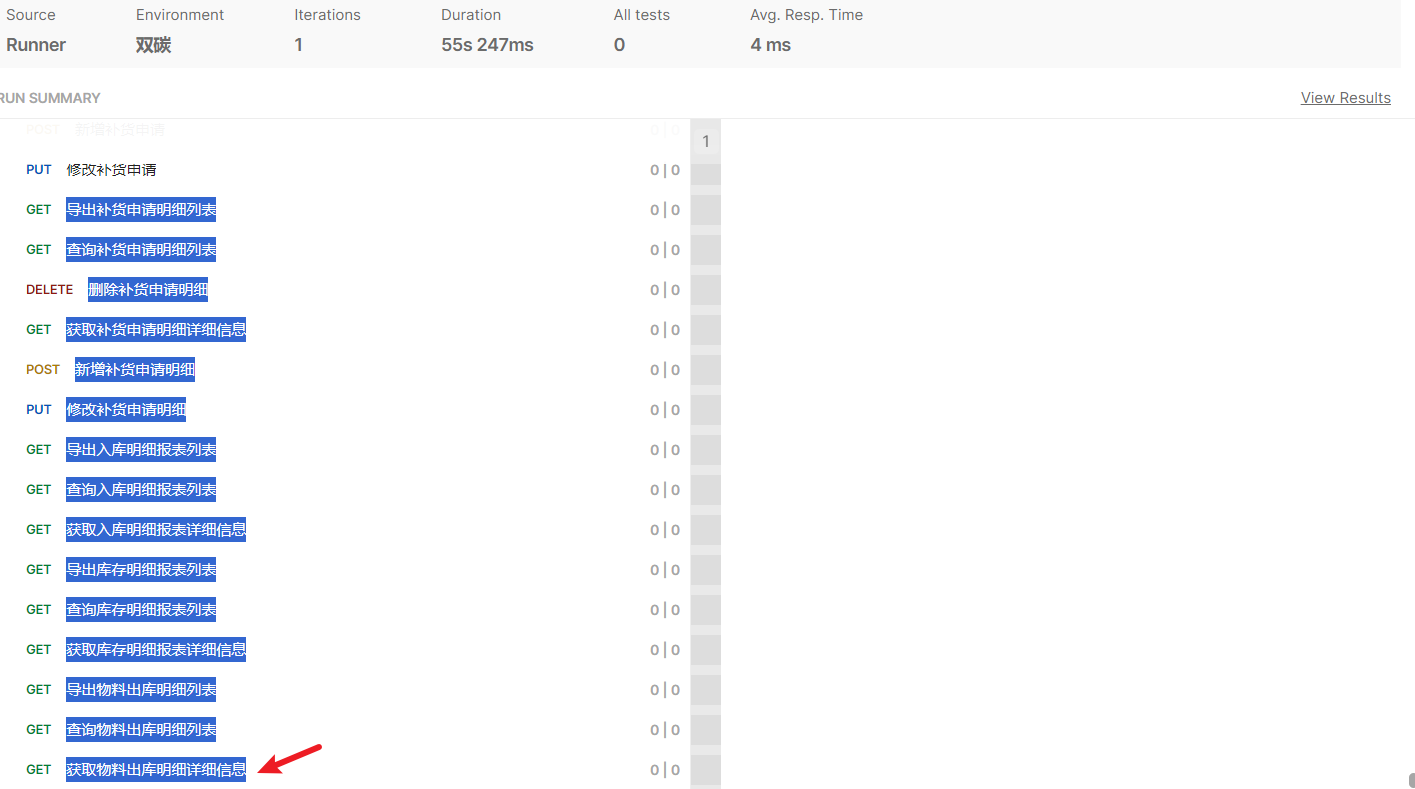 Source Environment Iterations Duration All tests Avg. Resp. Time
Runner 双碳 1 55s 247ms 0 4 ms
RUN SUMMARY View Results
POST 新增补货申请 0 | 0
1
PUT 修改补货申请 0 | 0
GET 导出补货申请明细列表 0 | 0
GET 查询补货申请明细列表 0 | 0
DELETE 删除补货申请明细 0 | 0
GET 获取补货申请明细详细信息 0 | 0
POST 新增补货申请明细 0 | 0
PUT 修改补货申请明细 0 | 0
GET 导出入库明细报表列表 0 | 0
GET 查询入库明细报表列表 0 | 0
GET 获取入库明细报表详细信息 0 | 0
GET 导出库存明细报表列表 0 | 0
GET 查询库存明细报表列表 0 | 0
GET 获取库存明细报表详细信息 0 | 0
GET 导出物料出库明细列表 0 | 0
GET 查询物料出库明细列表 0 | 0
GET 获取物料出库明细详细信息 0 | 0